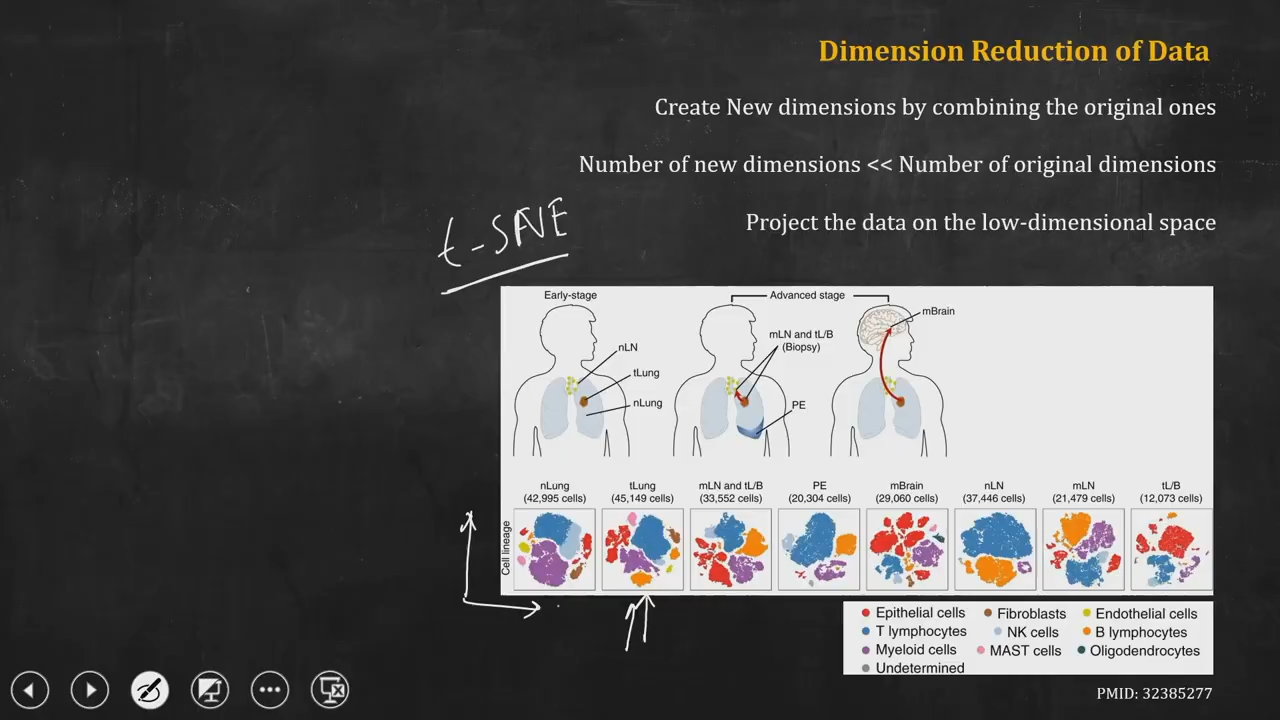 Dimension Reduction of Data
Create New dimensions by combining the original ones
Number of new dimensions << Number of original dimensions
Project the data on the low-dimensional space
t-SNE
Early-stage
Advanced stage
mBrain
mLN and tL/B
(Biopsy)
nLN
tLung
nLung
PE
nLung
(42,995 cells)
tLung
(45,149 cells)
mLN and tL/B
(33,552 cells)
PE
(20,304 cells)
mBrain
(29,060 cells)
nLN
(37,446 cells)
mLN
(21,479 cells)
tL/B
(12,073 cells)
Cell lineage
Epithelial cells
Fibroblasts
Endothelial cells
T lymphocytes
NK cells
B lymphocytes
Myeloid cells
MAST cells
Oligodendrocytes
Undetermined
PMID: 32385277